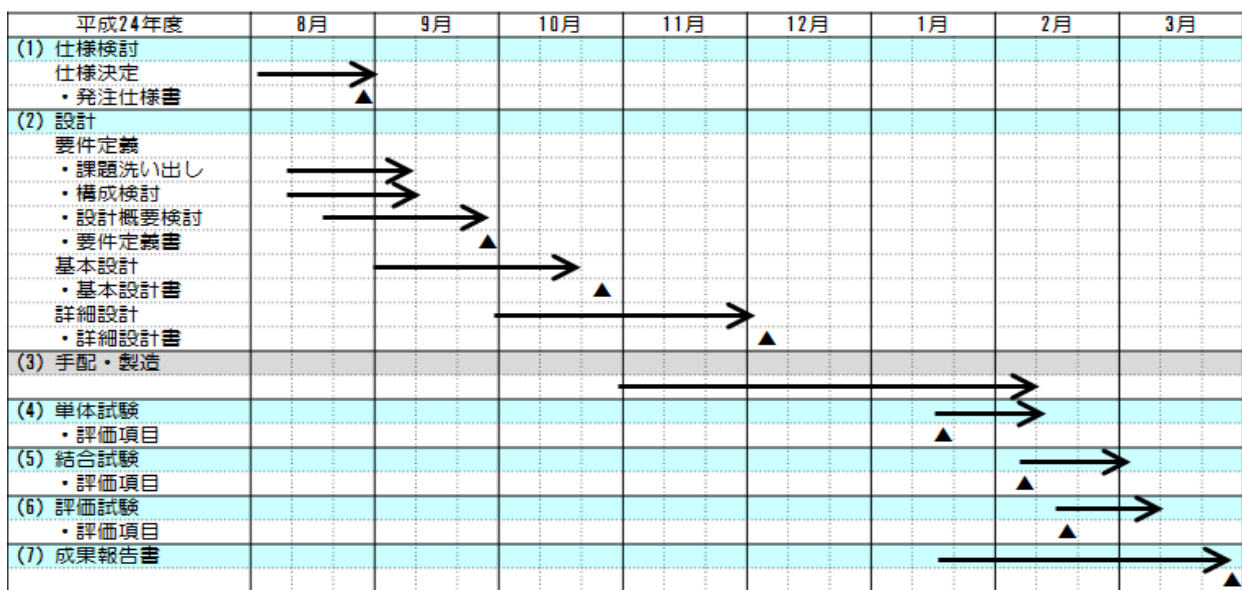 平成24年度 8月 9月 10月 11月 12月 1月 2月 3月
(1) 仕様検討
仕様決定
・発注仕様書
(2) 設計
要件定義
・課題洗い出し
・構成検討
・設計概要検討
・要件定義書
基本設計
・基本設計書
詳細設計
・詳細設計書
(3) 手配・製造
(4) 単体試験
・評価項目
(5) 結合試験
・評価項目
(6) 評価試験
・評価項目
(7) 成果報告書